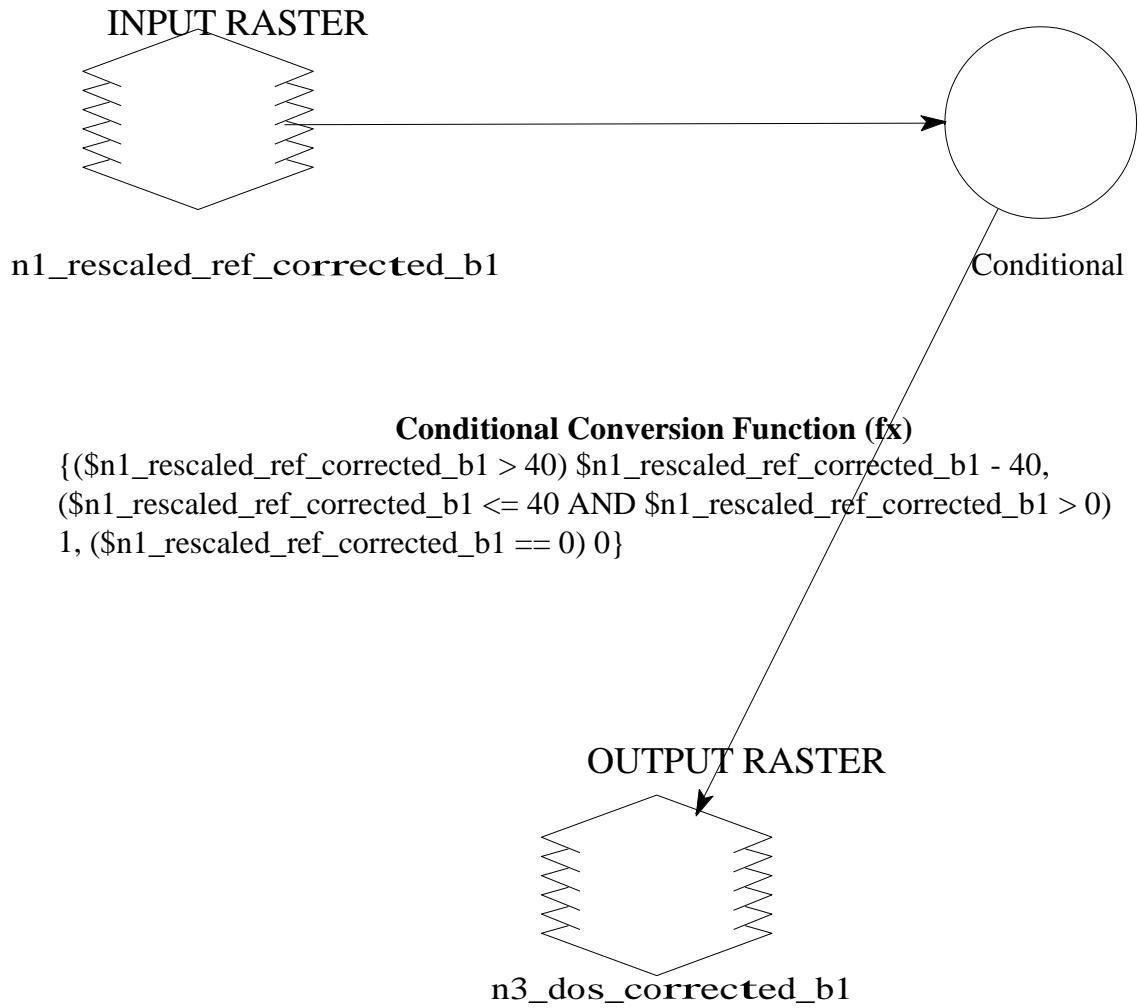 INPUT RASTER
n1_rescaled_ref_corrected_b1
Conditional
Conditional Conversion Function (fx)
{($n1_rescaled_ref_corrected_b1 > 40) $n1_rescaled_ref_corrected_b1 - 40,
($n1_rescaled_ref_corrected_b1 <= 40 AND $n1_rescaled_ref_corrected_b1 > 0)
1, ($n1_rescaled_ref_corrected_b1 == 0) 0}
OUTPUT RASTER
n3_dos_corrected_b1